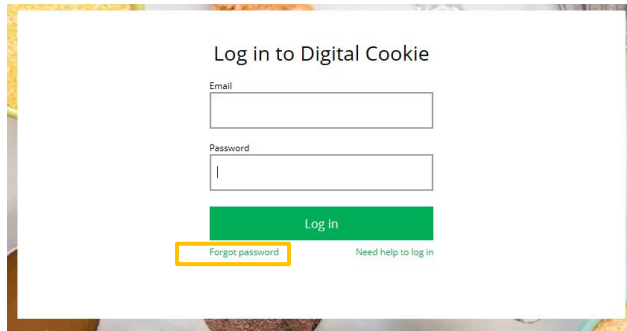 Log in to Digital Cookie
Email
Password
Log in
Forgot password Need help to log in